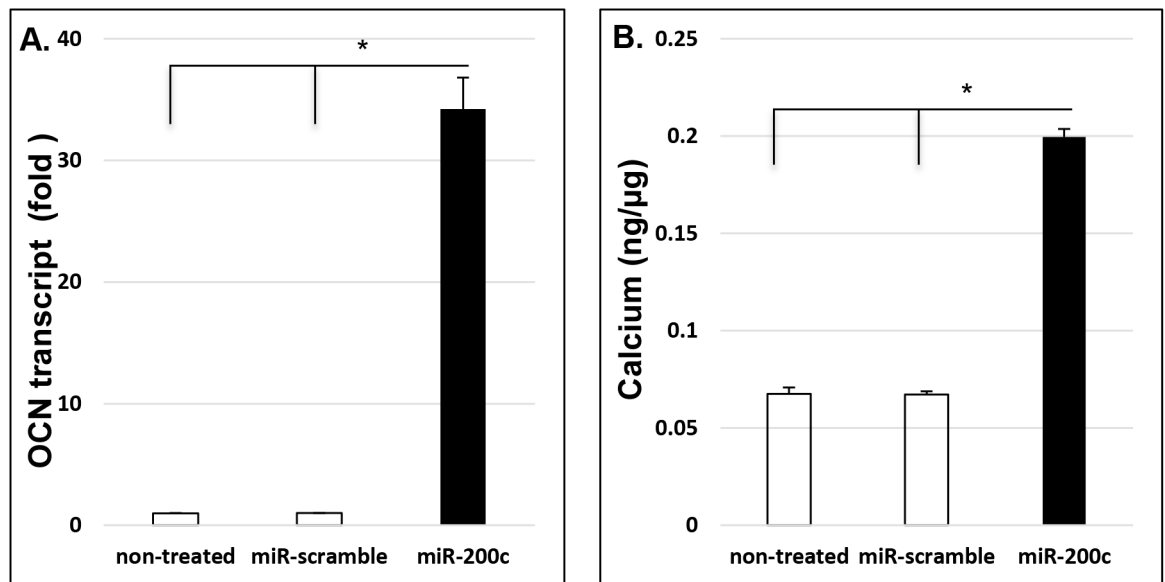 A.
OCN transcript (fold )
40
30
20
10
0
*
non-treated miR-scramble miR-200c
B.
Calcium (ng/µg)
0.25
0.2
0.15
0.1
0.05
0
*
non-treated miR-scramble miR-200c